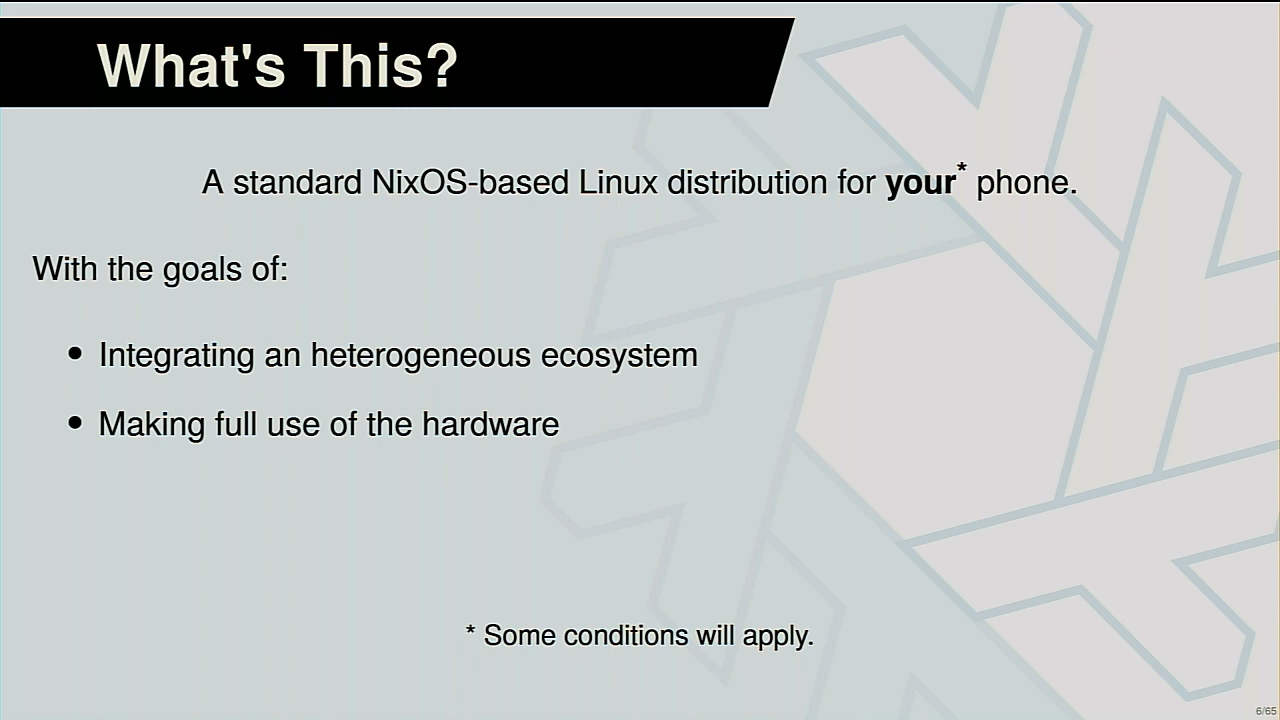 What's This?
A standard NixOS-based Linux distribution for your* phone.
With the goals of:
• Integrating an heterogeneous ecosystem
• Making full use of the hardware
* Some conditions will apply.
6/65